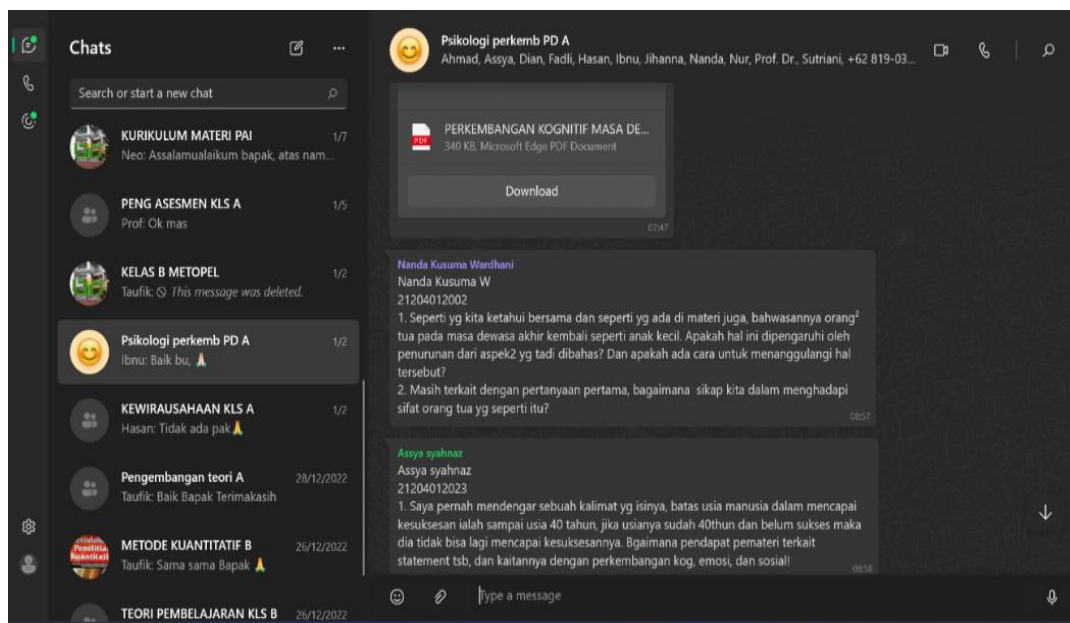 Chats
Search or start a new chat
KURIKULUM MATERI PAI 1/7
Neo: Assalamualaikum bapak, atas nam...
PENG ASESMEN KLS A 1/5
Prof: Ok mas
KELAS B METOPEL 1/2
Taufik: This message was deleted.
Psikologi perkemb PD A 1/2
Ibnu: Baik bu,
KEWIRAUSAHAAN KLS A 1/2
Hasan: Tidak ada pak
Pengembangan teori A 28/12/2022
Taufik: Baik Bapak Terimakasih
METODE KUANTITATIF B 26/12/2022
Taufik: Sama sama Bapak
TEORI PEMBELAJARAN KLS B 26/12/2022
Psikologi perkemb PD A
Ahmad, Assya, Dian, Fadli, Hasan, Ibnu, Jihanna, Nanda, Nur, Prof. Dr., Sutriani, +62 819-03...
PDF
PERKEMBANGAN KOGNITIF MASA DE...
340 KB, Microsoft Edge PDF Document
Download
07:47
Nanda Kusuma Wardhani
Nanda Kusuma W
21204012002
1. Seperti yg kita ketahui bersama dan seperti yg ada di materi juga, bahwasannya orang²
tua pada masa dewasa akhir kembali seperti anak kecil. Apakah hal ini dipengaruhi oleh
penurunan dari aspek2 yg tadi dibahas? Dan apakah ada cara untuk menanggulangi hal
tersebut?
2. Masih terkait dengan pertanyaan pertama, bagaimana sikap kita dalam menghadapi
sifat orang tua yg seperti itu?
08:57
Assya syahnaz
Assya syahnaz
21204012023
1. Saya pernah mendengar sebuah kalimat yg isinya, batas usia manusia dalam mencapai
kesuksesan ialah sampai usia 40 tahun, jika usianya sudah 40thun dan belum sukses maka
dia tidak bisa lagi mencapai kesuksesannya. Bgaimana pendapat pemateri terkait
statement tsb, dan kaitannya dengan perkembangan kog, emosi, dan sosial!
08:58
Type a message